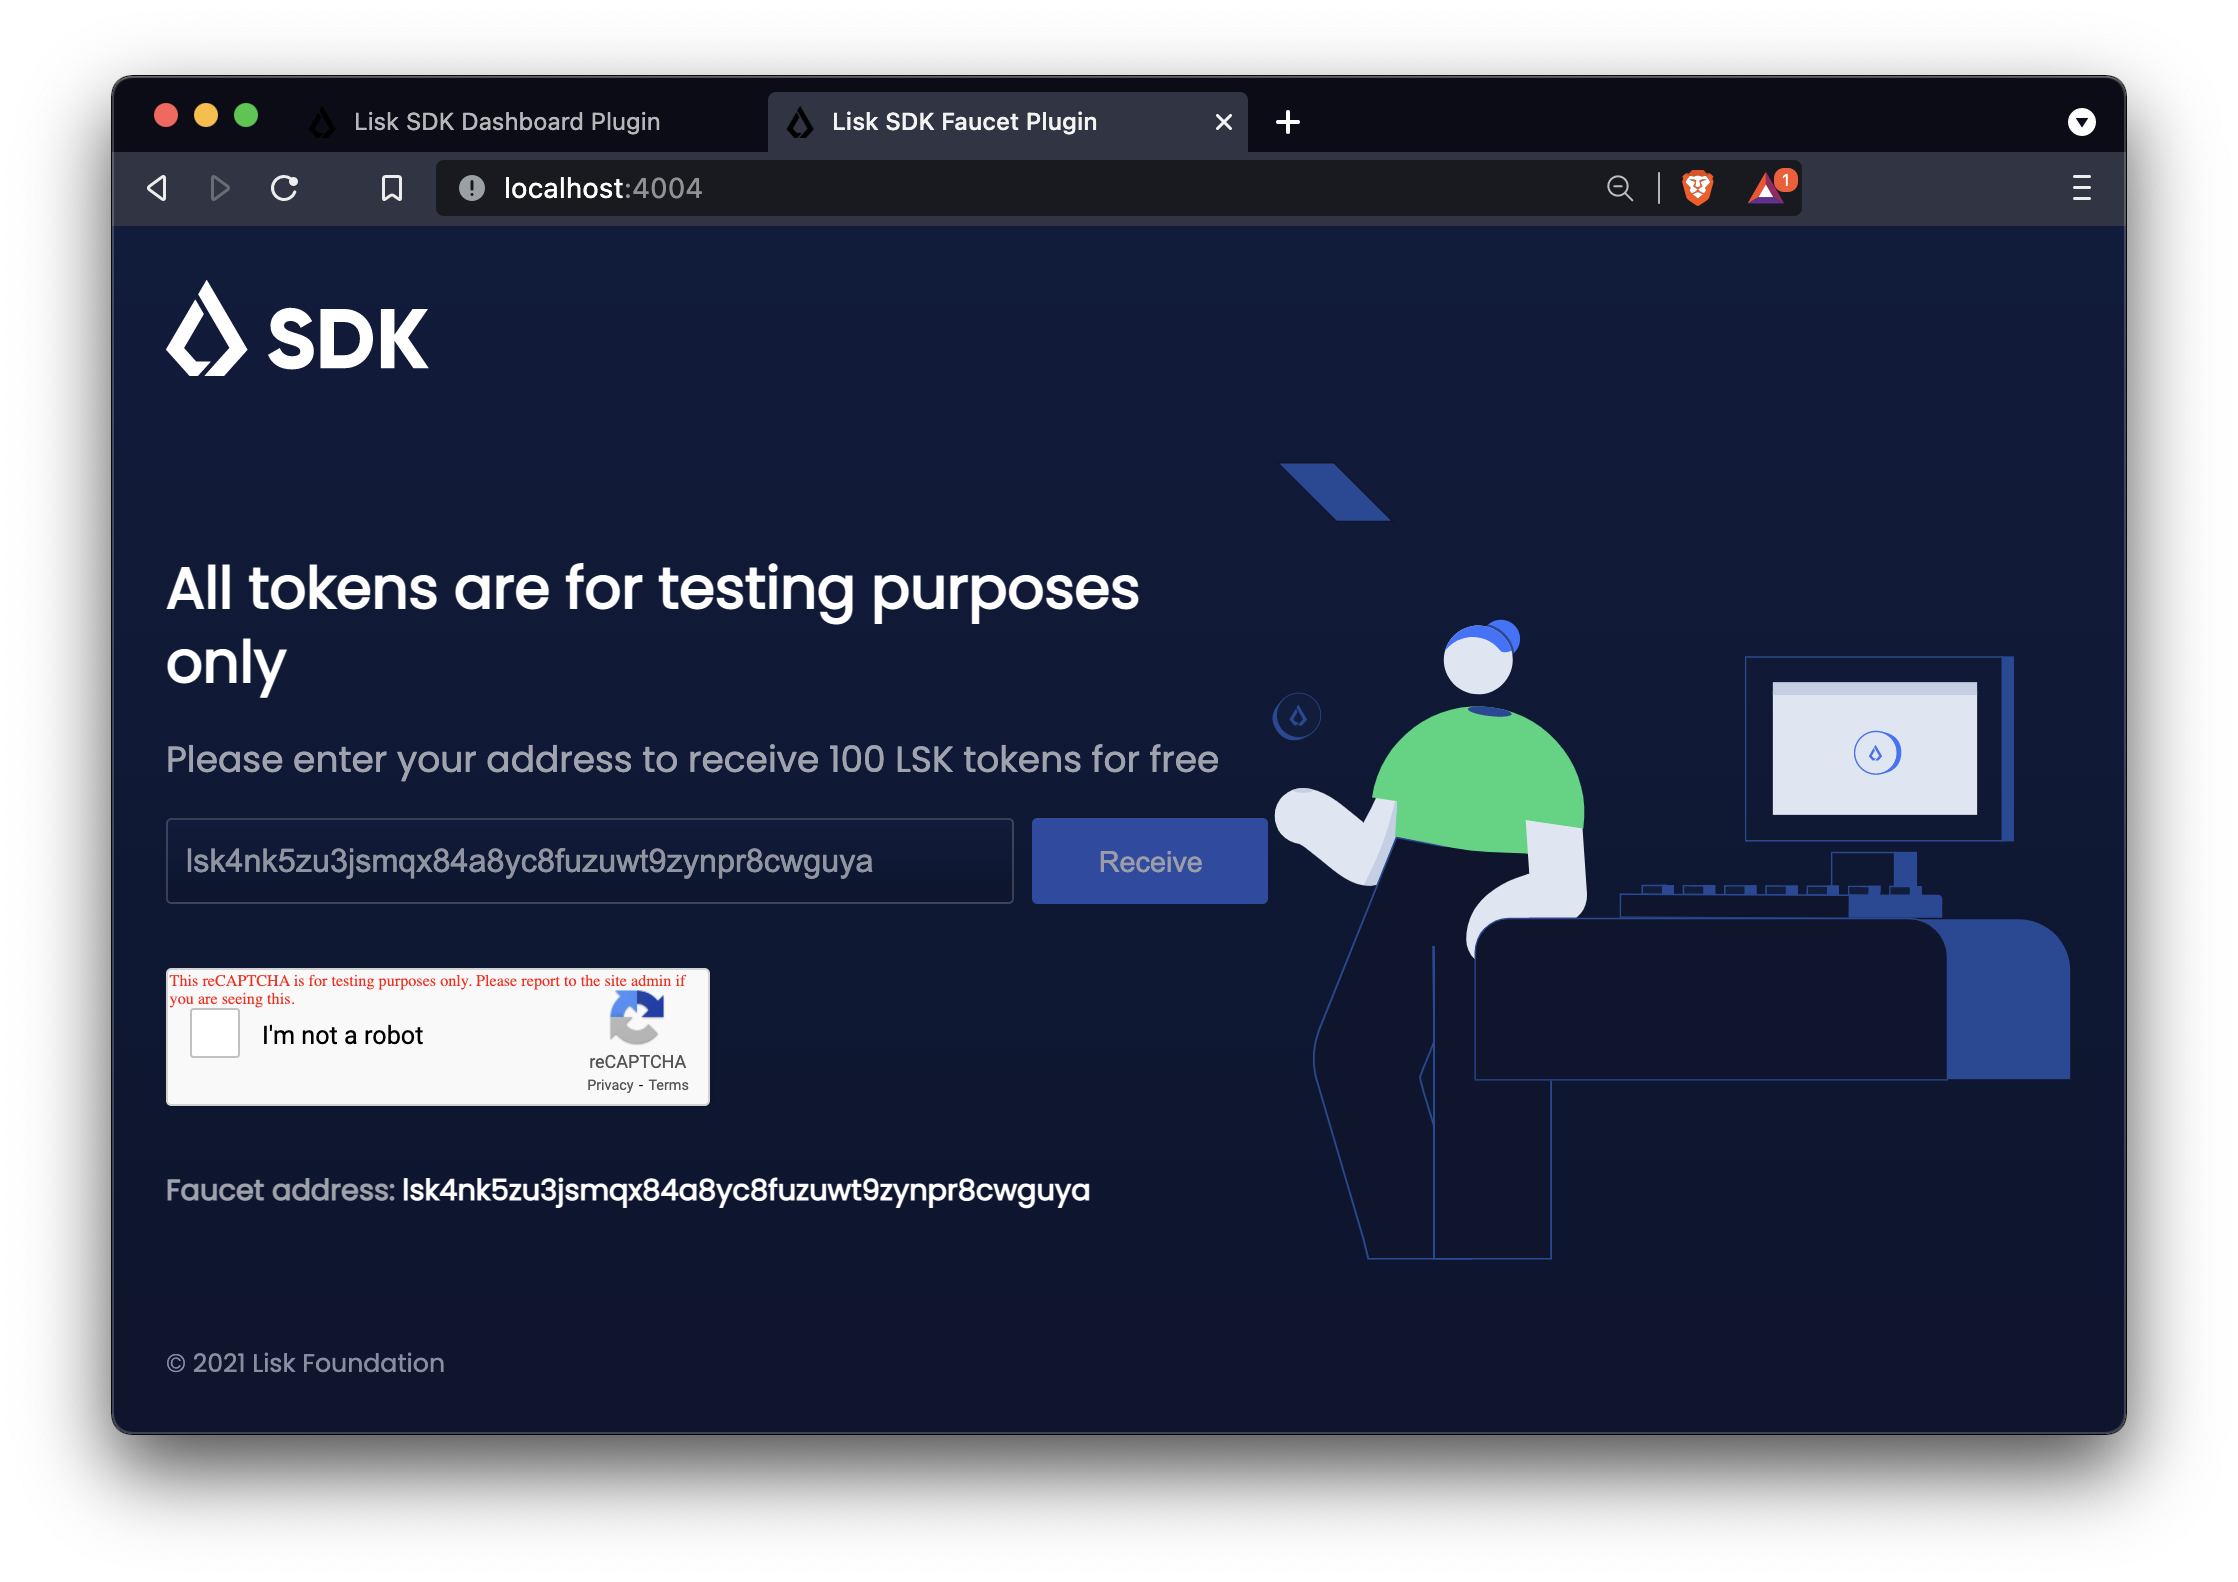 Lisk SDK Dashboard Plugin
Lisk SDK Faucet Plugin
localhost:4004
1
SDK
All tokens are for testing purposes
only
Please enter your address to receive 100 LSK tokens for free
lsk4nk5zu3jsmqx84a8yc8fuzuwt9zynpr8cwguya
Receive
This reCAPTCHA is for testing purposes only. Please report to the site admin if
you are seeing this.
I'm not a robot
reCAPTCHA
Privacy - Terms
Faucet address: lsk4nk5zu3jsmqx84a8yc8fuzuwt9zynpr8cwguya
© 2021 Lisk Foundation